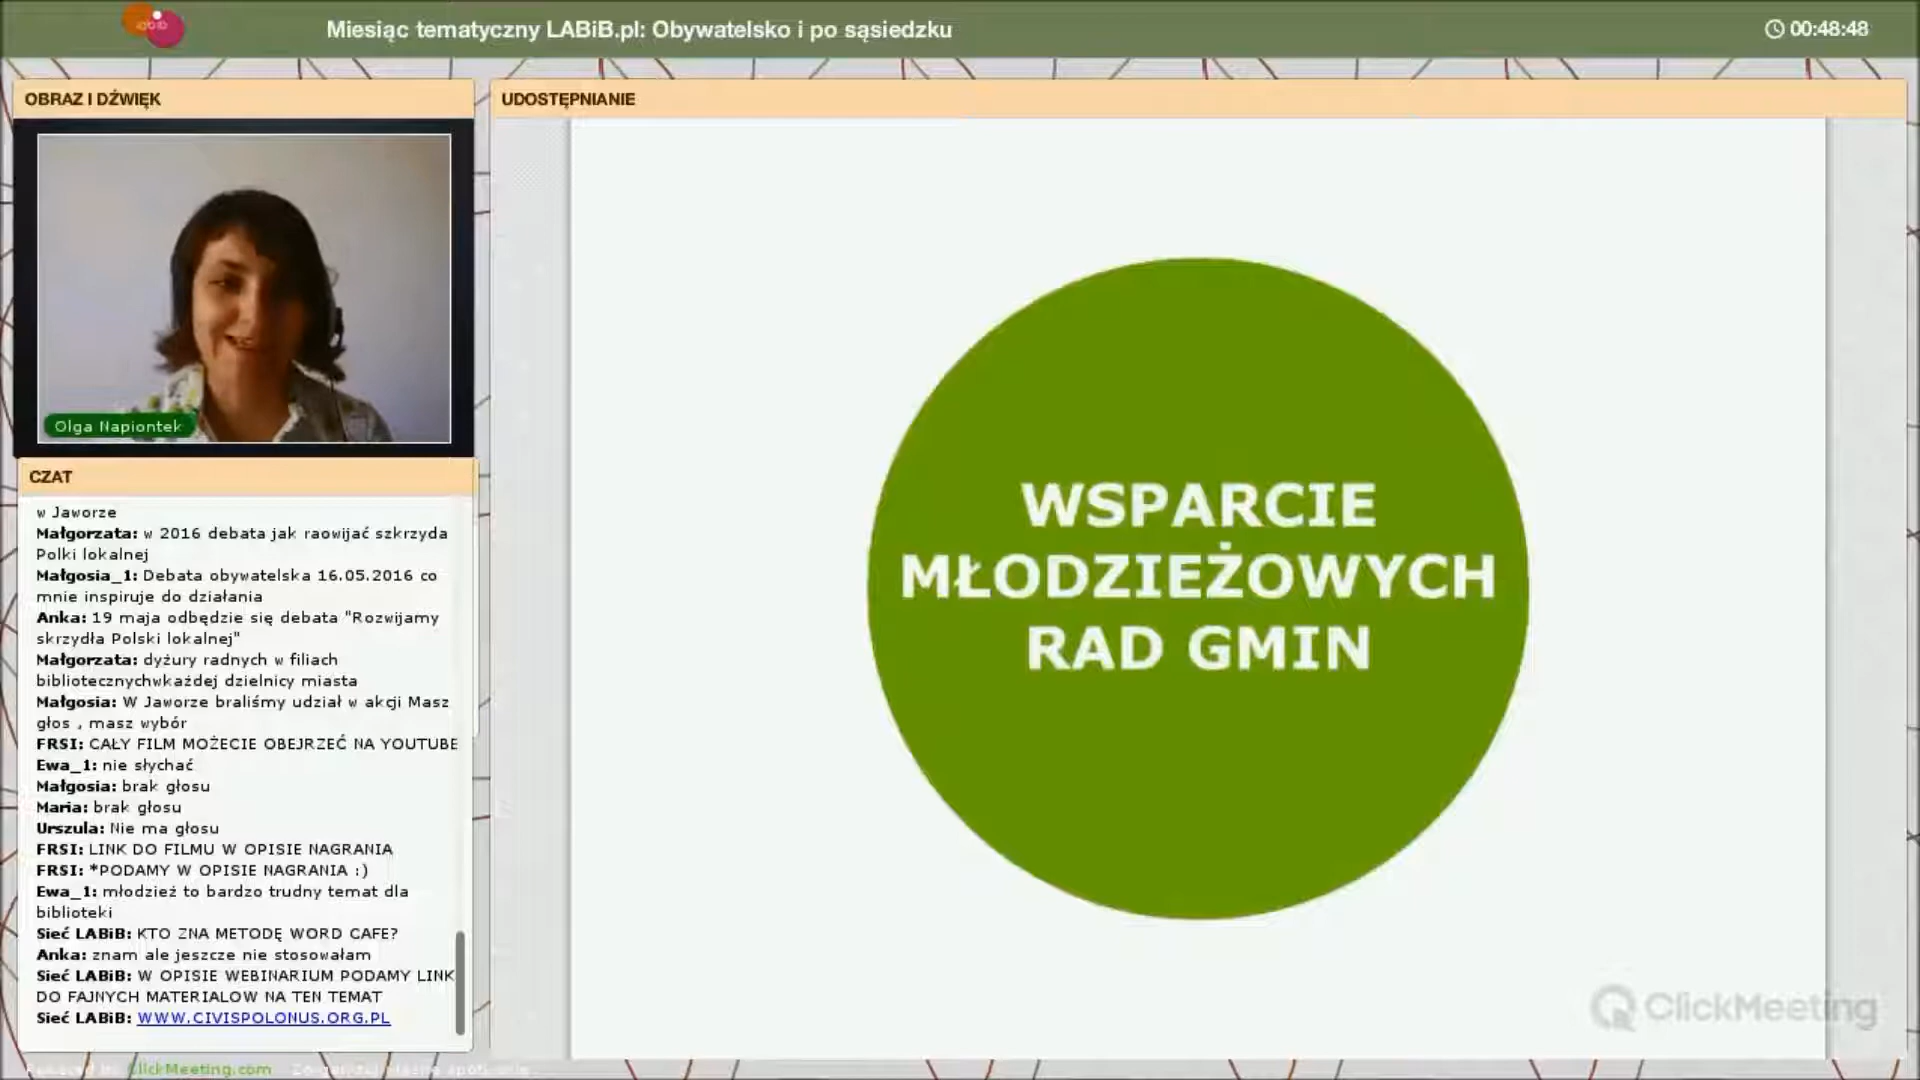 Miesiąc tematyczny LABiB.pl: Obywatelsko i po sąsiedzku
00:48:48
OBRAZ I DŹWIĘK
Olga Napiontek
CZAT
w Jaworze
Małgorzata: w 2016 debata jak raowijać szkrzyda
Polki lokalnej
Małgosia_1: Debata obywatelska 16.05.2016 co
mnie inspiruje do działania
Anka: 19 maja odbędzie się debata "Rozwijamy
skrzydła Polski lokalnej"
Małgorzata: dyżury radnych w filiach
bibliotecznychwkażdej dzielnicy miasta
Małgosia: W Jaworze braliśmy udział w akcji Masz
głos , masz wybór
FRSI: CAŁY FILM MOŻECIE OBEJRZEĆ NA YOUTUBE
Ewa_1: nie słychać
Małgosia: brak głosu
Maria: brak głosu
Urszula: Nie ma głosu
FRSI: LINK DO FILMU W OPISIE NAGRANIA
FRSI: *PODAMY W OPISIE NAGRANIA :)
Ewa_1: młodzież to bardzo trudny temat dla
biblioteki
Sieć LABiB: KTO ZNA METODĘ WORD CAFE?
Anka: znam ale jeszcze nie stosowałam
Sieć LABiB: W OPISIE WEBINARIUM PODAMY LINK
DO FAJNYCH MATERIALOW NA TEN TEMAT
Sieć LABiB: WWW.CIVISPOLONUS.ORG.PL
ClickMeeting.com
UDOSTĘPNIANIE
WSPARCIE
MŁODZIEŻOWYCH
RAD GMIN
ClickMeeting